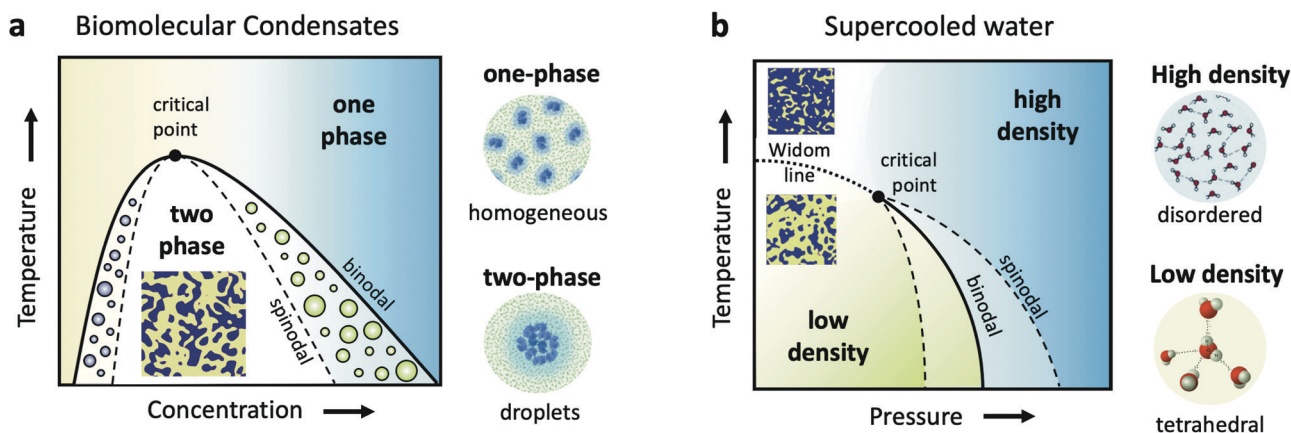 a Biomolecular Condensates
critical
point
one
phase
two
phase
binodal
spinodal
Temperature
Concentration
one-phase
homogeneous
two-phase
droplets
b Supercooled water
Widom
line
critical
point
high
density
low
density
binodal
spinodal
Temperature
Pressure
High density
disordered
Low density
tetrahedral